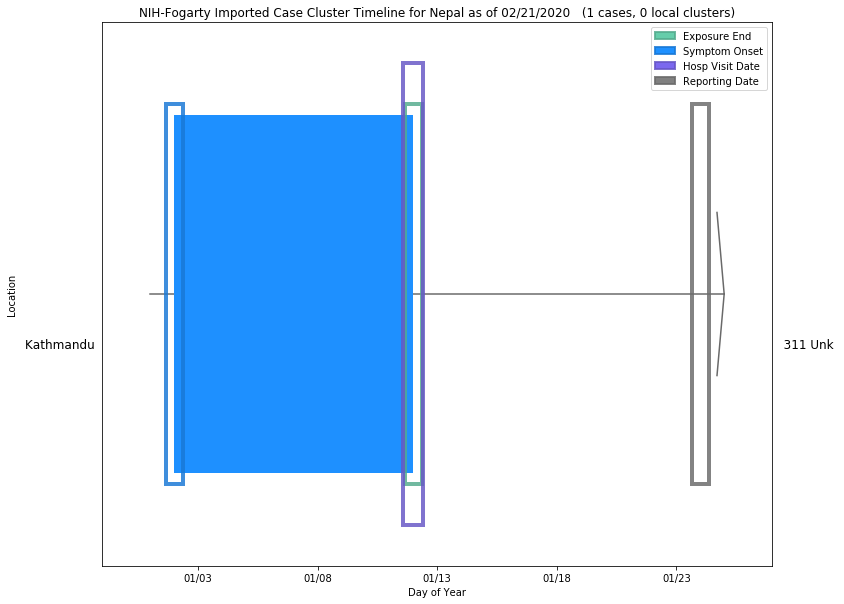 NIH-Fogarty Imported Case Cluster Timeline for Nepal as of 02/21/2020   (1 cases, 0 local clusters)
Exposure End
Symptom Onset
Hosp Visit Date
Reporting Date
Location
Kathmandu
311 Unk
01/03
01/08
01/13
01/18
01/23
Day of Year